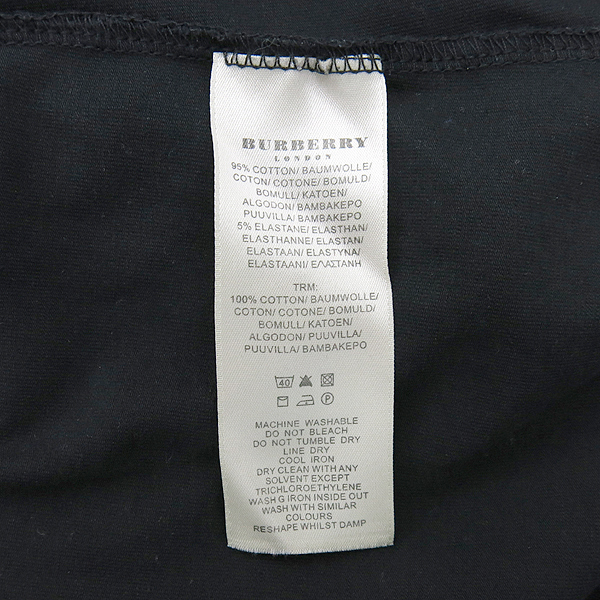 BURBERRY
LONDON
95% COTTON/ BAUMWOLLE/
COTON/ COTONE/ BOMULD/
BOMULL/ KATOEN/
ALGODON/ BAMBAKEPO
PUUVILLA/ BAMBAKEPO
5% ELASTANE/ ELASTHAN/
ELASTHANNE/ ELASTAN/
ELASTAAN/ ELASTYNA/
ELASTAANI/ ΕΛΑΣΤΑΝΗ
TRM:
100% COTTON/ BAUMWOLLE/
COTON/ COTONE/ BOMULD/
BOMULL/ KATOEN/
ALGODON/ PUUVILLA/
PUUVILLA/ BAMBAKEPO
40
P
MACHINE WASHABLE
DO NOT BLEACH
DO NOT TUMBLE DRY
LINE DRY
COOL IRON
DRY CLEAN WITH ANY
SOLVENT EXCEPT
TRICHLOROETHYLENE
WASH G IRON INSIDE OUT
WASH WITH SIMILAR
COLOURS
RESHAPE WHILST DAMP